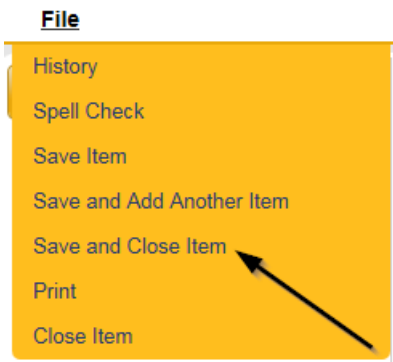 File
History
Spell Check
Save Item
Save and Add Another Item
Save and Close Item
Print
Close Item